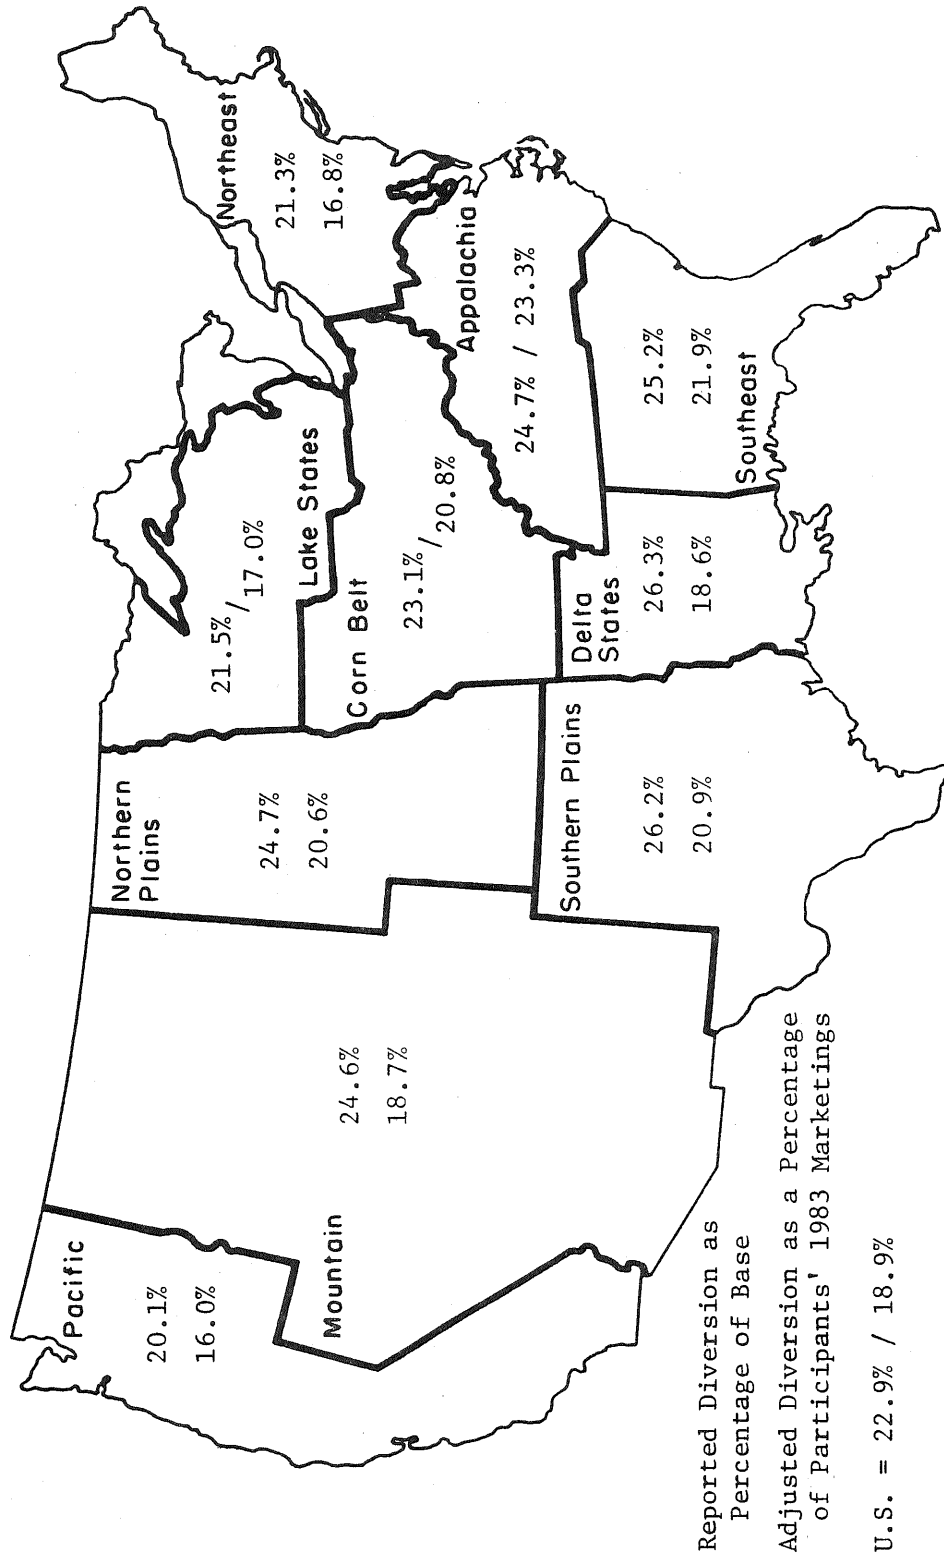 Pacific
20.1%
16.0%
Mountain
24.6%
18.7%
Northern
Plains
24.7%
20.6%
Southern Plains
26.2%
20.9%
21.5%/17.0%
Lake States
Corn Belt
23.1%/20.8%
Delta
States
26.3%
18.6%
Northeast
21.3%
16.8%
Appalachia
24.7% / 23.3%
25.2%
21.9%
Southeast
Reported Diversion as
Percentage of Base
Adjusted Diversion as a Percentage
of Participants' 1983 Marketings
U.S. = 22.9% / 18.9%